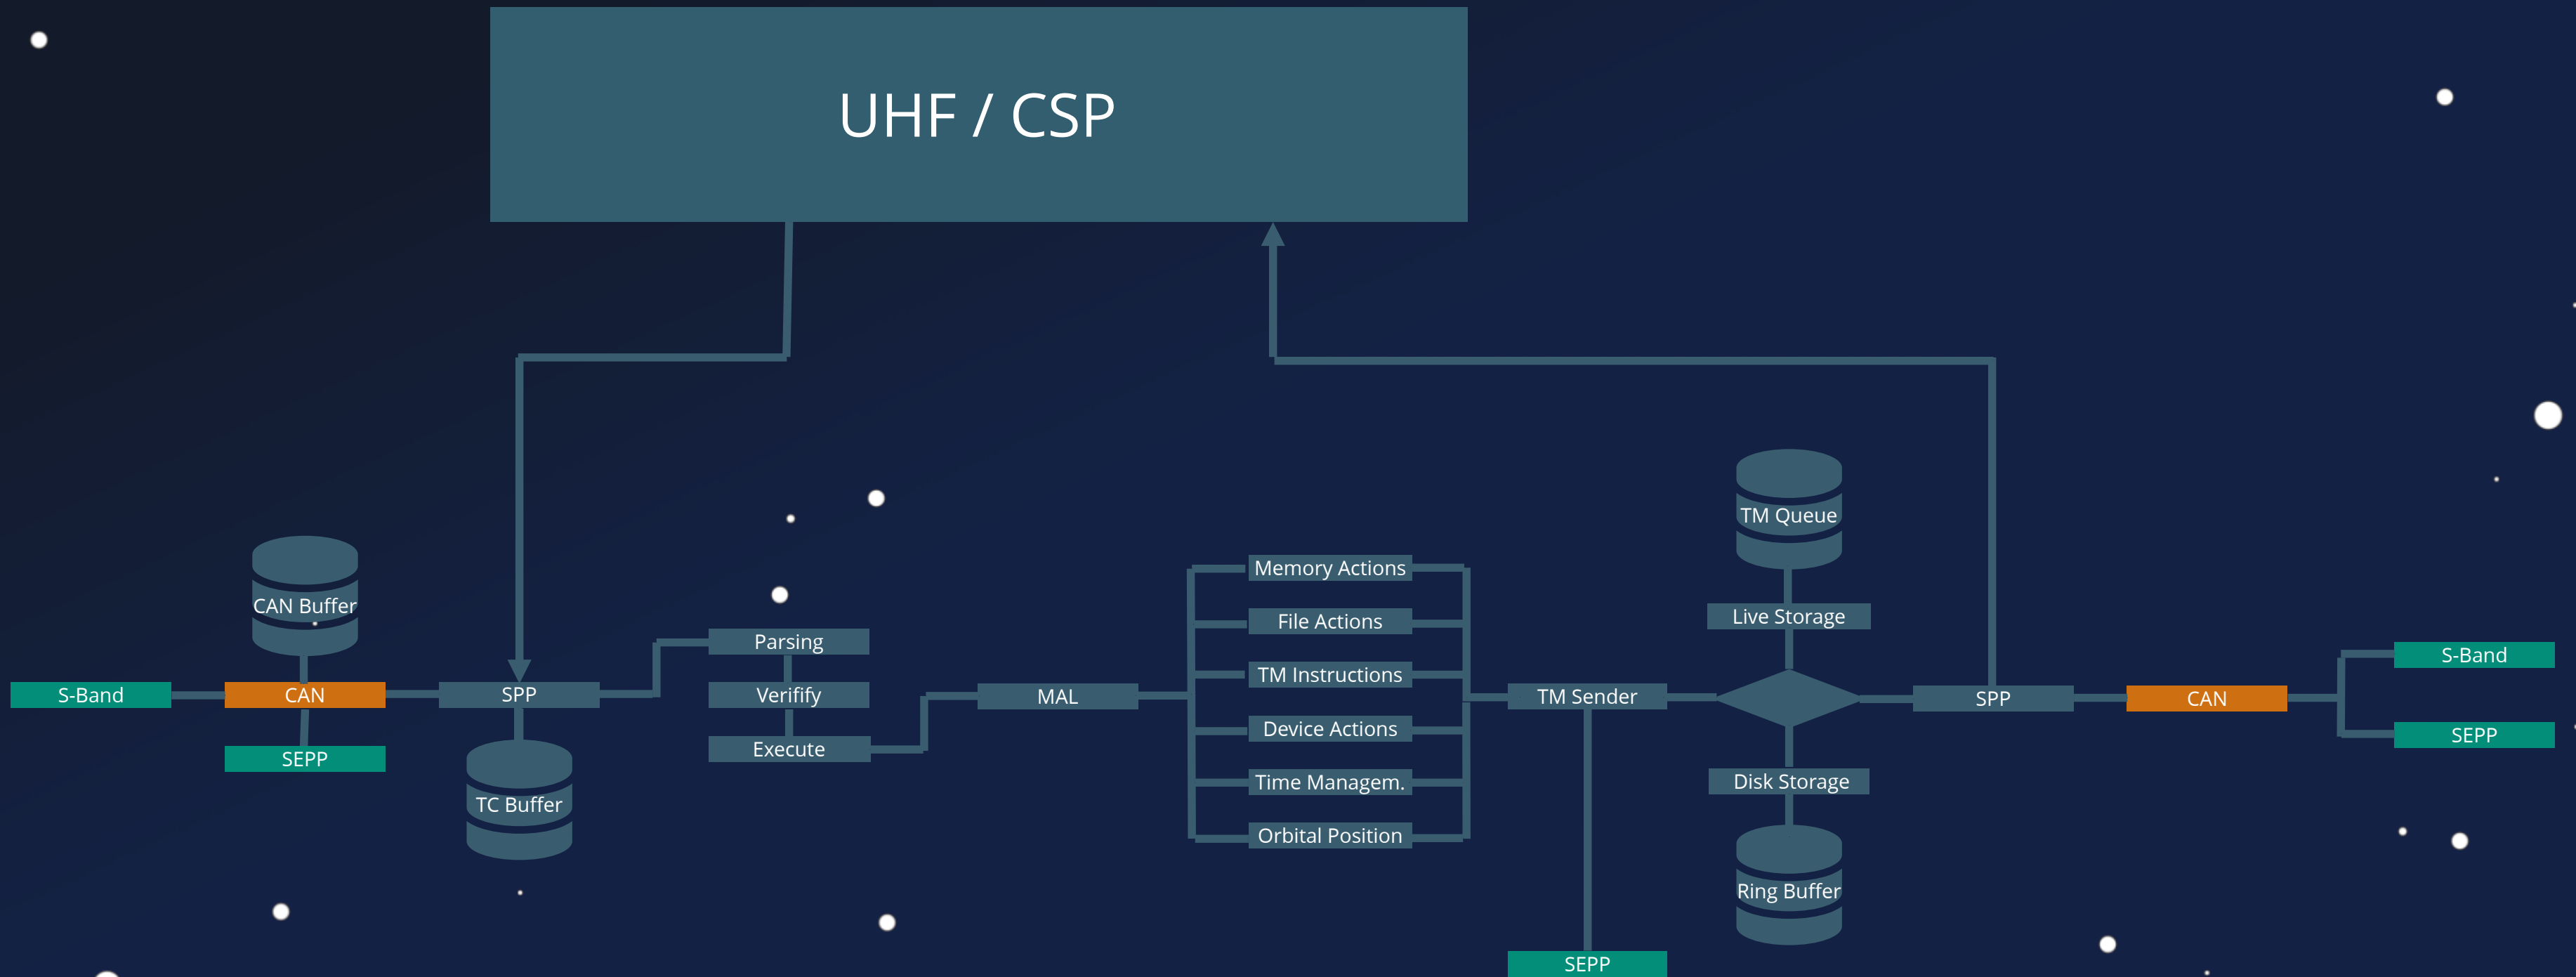 UHF / CSP
S-Band
CAN Buffer
CAN
SEPP
SPP
TC Buffer
Parsing
Verifify
Execute
MAL
Memory Actions
File Actions
TM Instructions
Device Actions
Time Managem.
Orbital Position
TM Sender
SEPP
TM Queue
Live Storage
Disk Storage
Ring Buffer
SPP
CAN
S-Band
SEPP